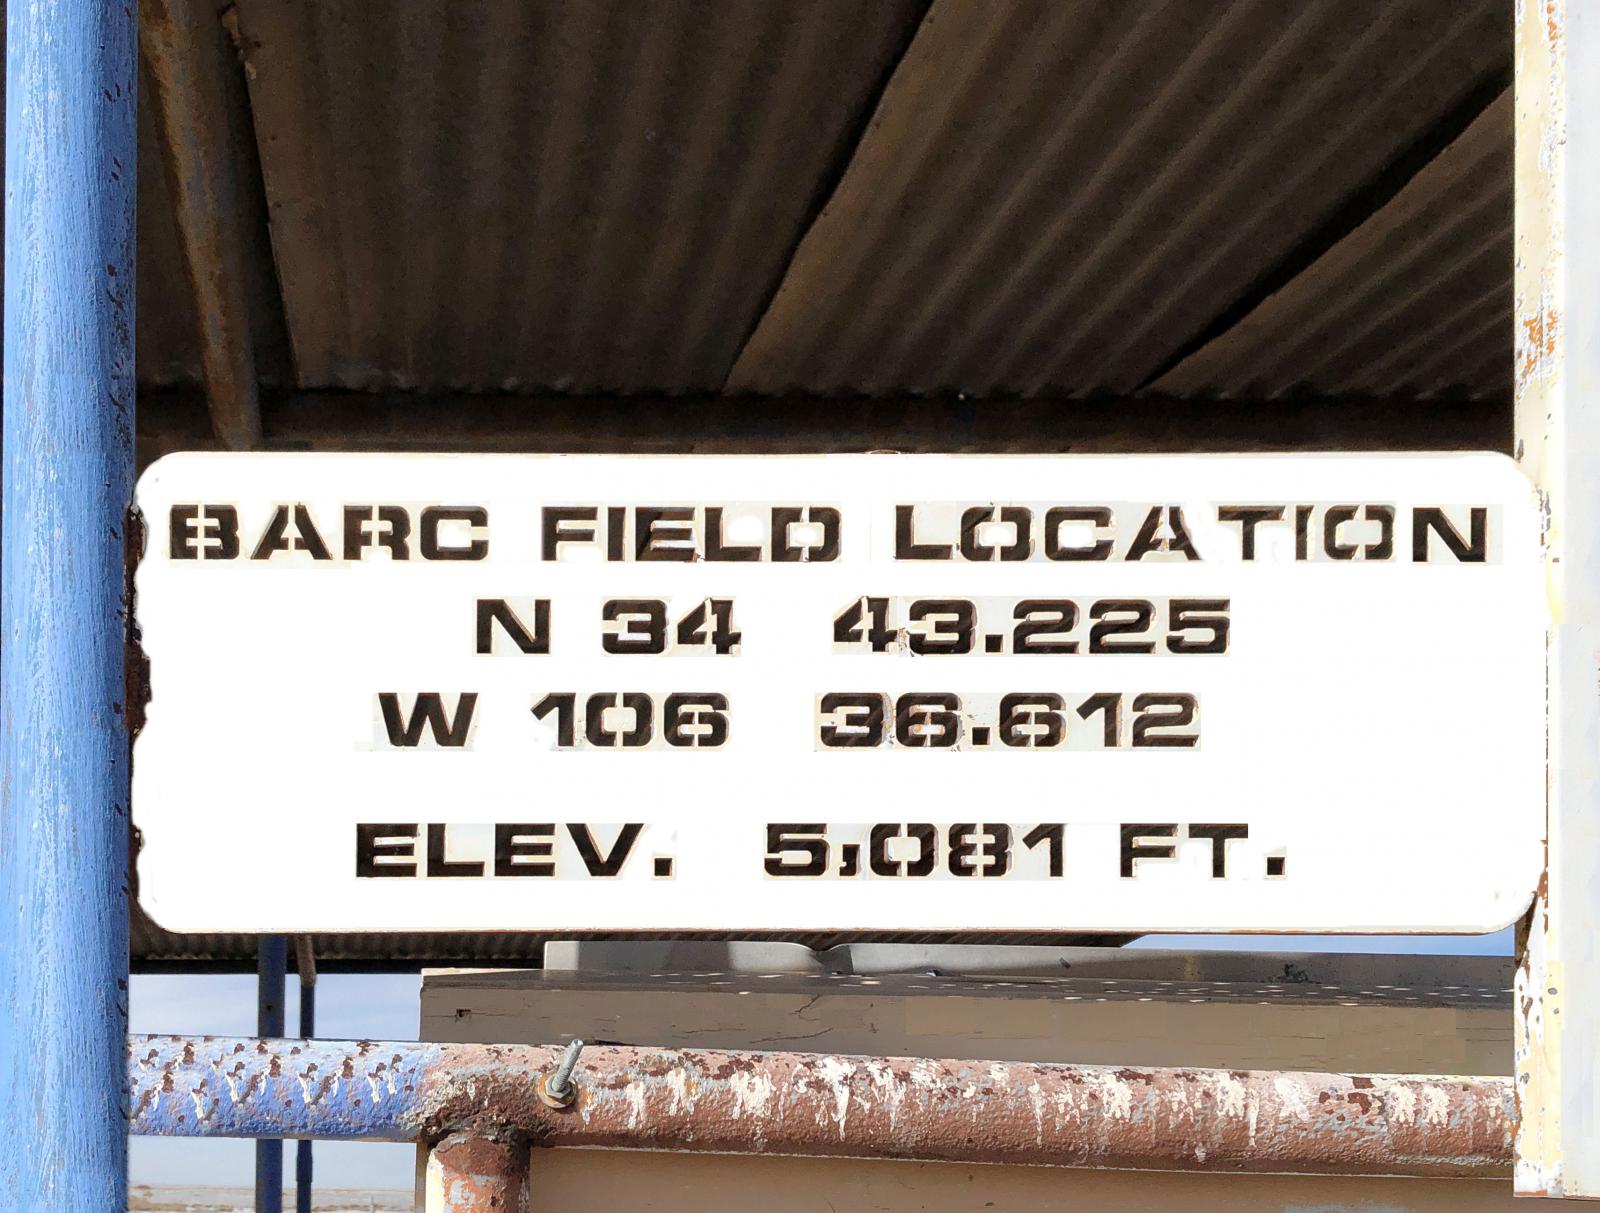 BARC FIELD LOCATION
N 34 43.225
W 106 36.612
ELEV. 5,081 FT.